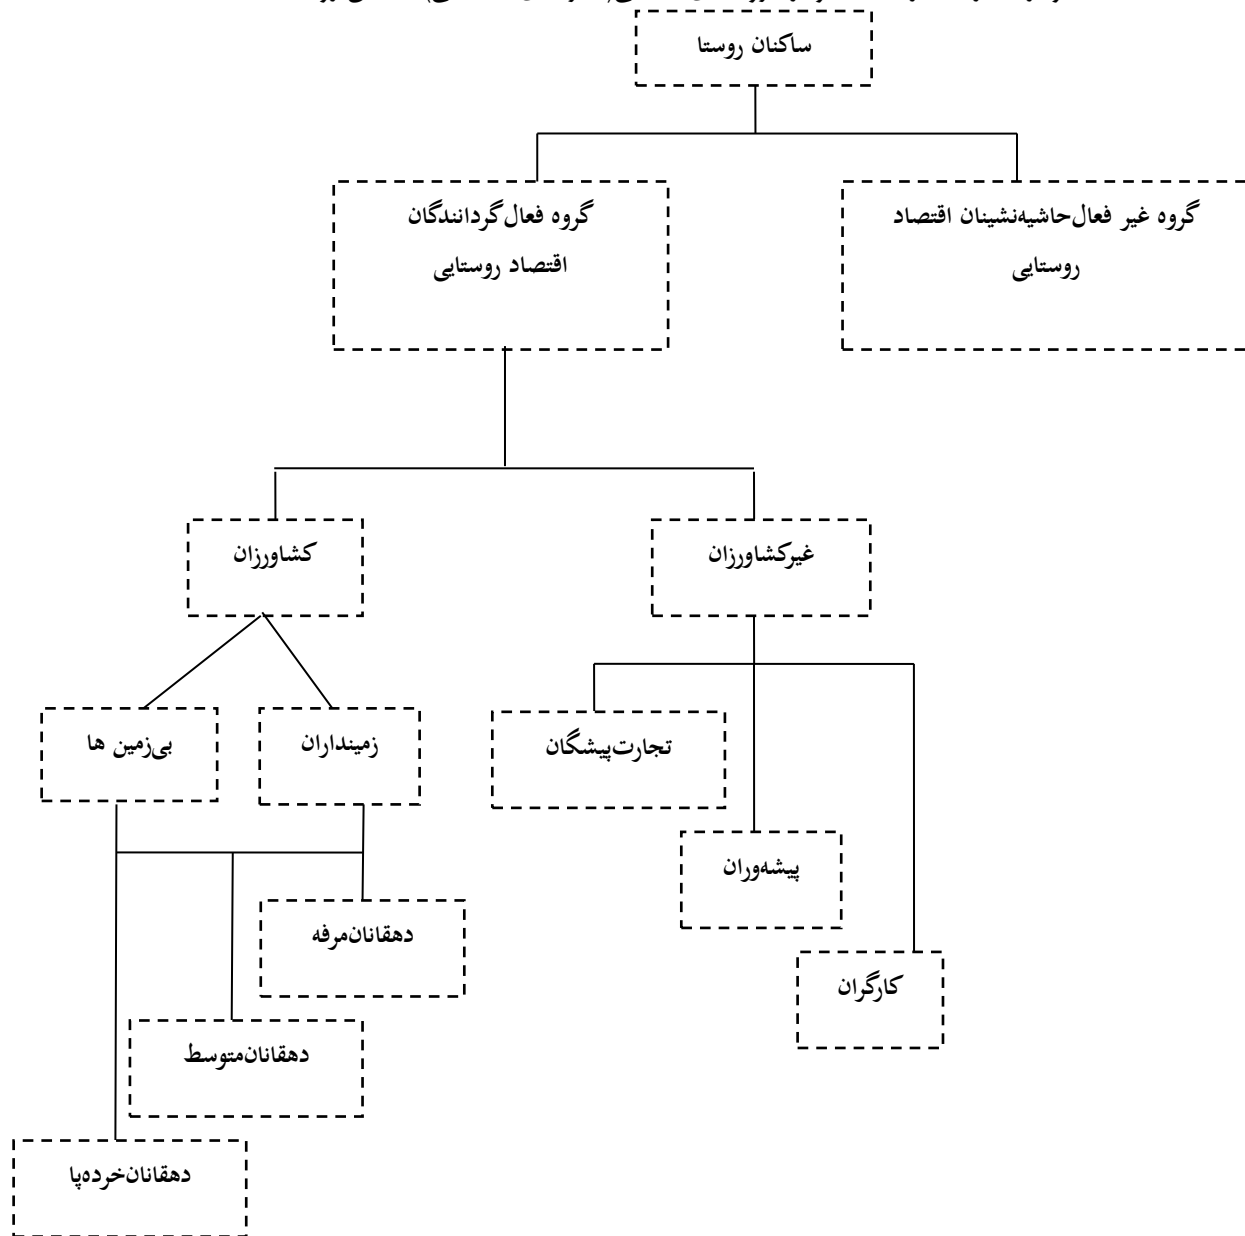 ساکنان روستا
گروه غیر فعال‌حاشیه‌نشینان اقتصاد
روستایی
گروه فعال‌گردانندگان
اقتصاد روستایی
غیرکشاورزان
کشاورزان
تجارت‌پیشگان
زمینداران
بی‌زمین ها
پیشه‌وران
دهقانان‌مرفه
کارگران
دهقانان‌متوسط
دهقانان‌خرده‌پا